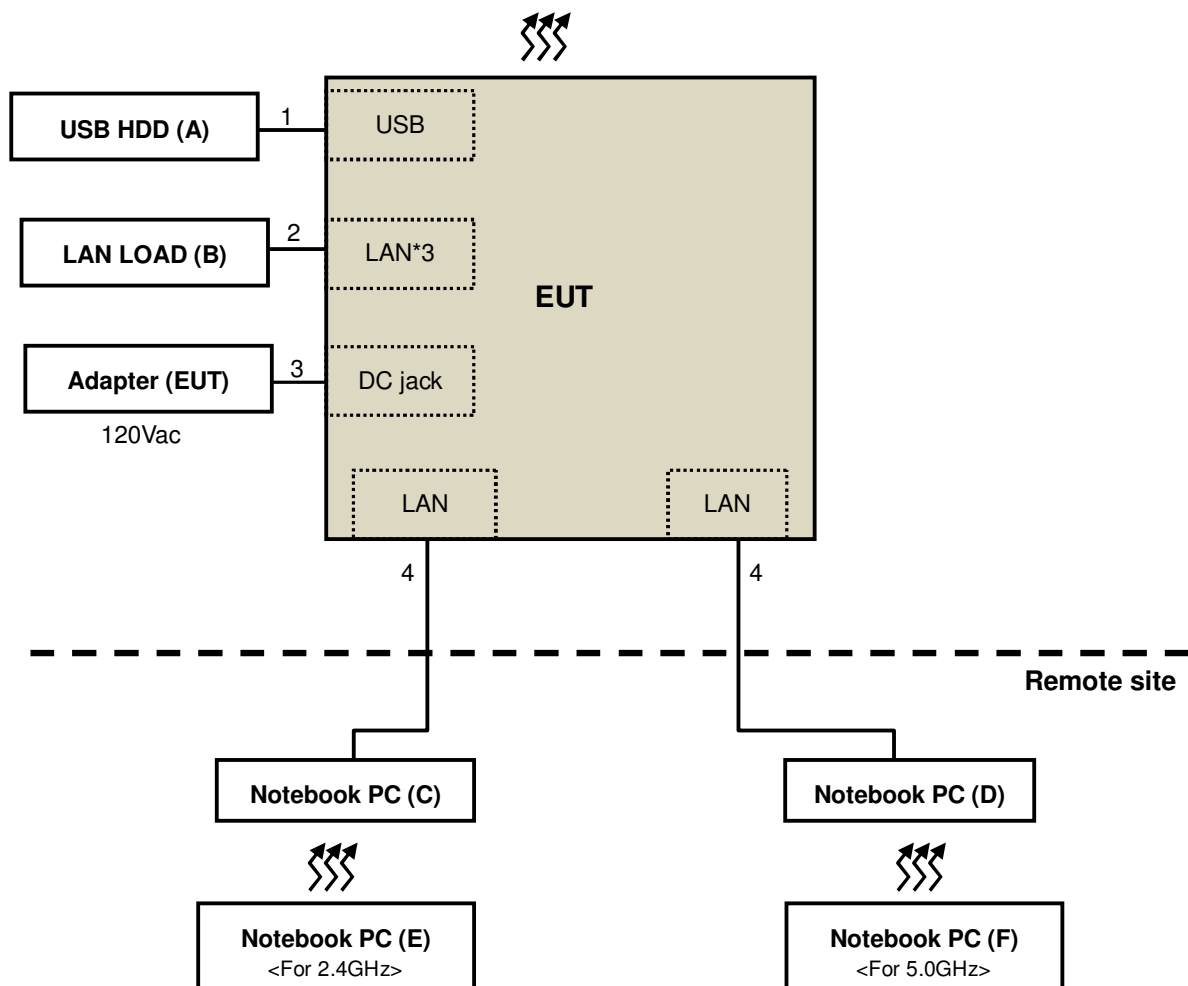 USB HDD (A)
1
USB
LAN LOAD (B)
2
LAN*3
EUT
Adapter (EUT)
3
DC jack
120Vac
LAN
LAN
4
4
Remote site
Notebook PC (C)
Notebook PC (D)
Notebook PC (E)
<For 2.4GHz>
Notebook PC (F)
<For 5.0GHz>